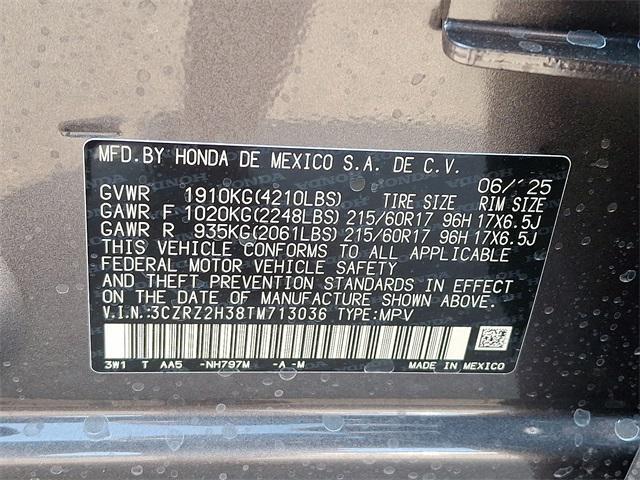 MFD.BY HONDA DE MEXICO S.A. DE C.V.
06/'25
GVWR 1910KG(4210LBS) TIRE SIZE RIM SIZE
GAWR F 1020KG(2248LBS) 215/60R17 96H 17X6.5J
GAWR R 935KG(2061LBS) 215/60R17 96H 17X6.5J
THIS VEHICLE CONFORMS TO ALL APPLICABLE
FEDERAL MOTOR VEHICLE SAFETY
AND THEFT PREVENTION STANDARDS IN EFFECT
ON THE DATE OF MANUFACTURE SHOWN ABOVE.
V.I.N.:3CZRZ2H38TM713036 TYPE:MPV
3W1 T AA5 -NH797M -A -M MADE IN MEXICO